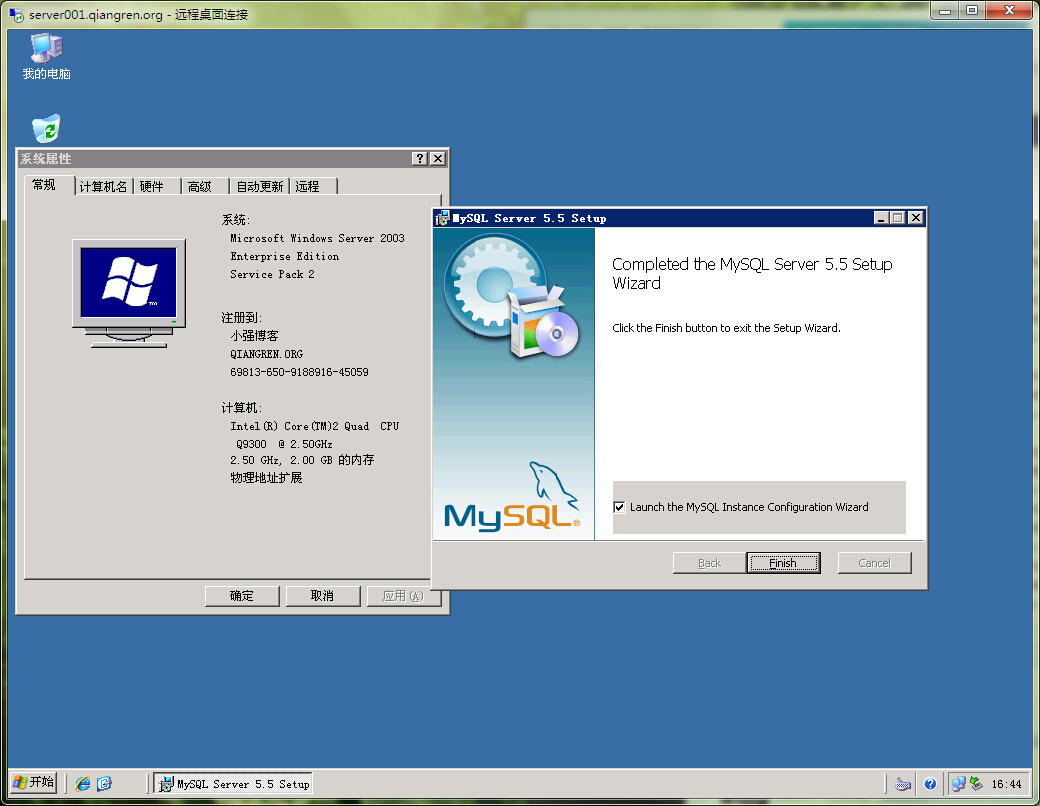 server001.qiangren.org - 远程桌面连接
我的电脑
系统属性
常规 计算机名 硬件 高级 自动更新 远程
系统:
Microsoft Windows Server 2003
Enterprise Edition
Service Pack 2
注册到:
小强博客
QIANGREN.ORG
69813-650-9188916-45059
计算机:
Intel(R) Core(TM)2 Quad CPU
Q9300 @ 2.50GHz
2.50 GHz, 2.00 GB 的内存
物理地址扩展
确定 取消 应用(A)
MySQL Server 5.5 Setup
Completed the MySQL Server 5.5 Setup
Wizard
Click the Finish button to exit the Setup Wizard.
MySQL®
Launch the MySQL Instance Configuration Wizard
Back Finish Cancel
开始 MySQL Server 5.5 Setup 16:44